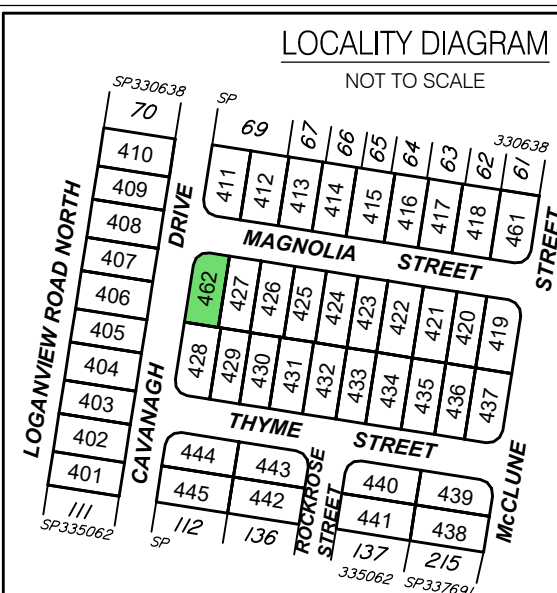 LOCALITY DIAGRAM
NOT TO SCALE
SP330638
70
410
409
408
407
406
405
404
403
402
401
111
SP335062
LOGANVIEW ROAD NORTH
CAVANAGH DRIVE
SP 330638
69 67 66 65 64 63 62 61
411 412 413 414 415 416 417 418 461
MAGNOLIA STREET
462 427 426 425 424 423 422 421 420 419
428 429 430 431 432 433 434 435 436 437
THYME STREET
444 443
445 442
112 136
SP 335062
ROCKROSE STREET
440 439
441 438
137 215
SP33769
McCLUNE STREET